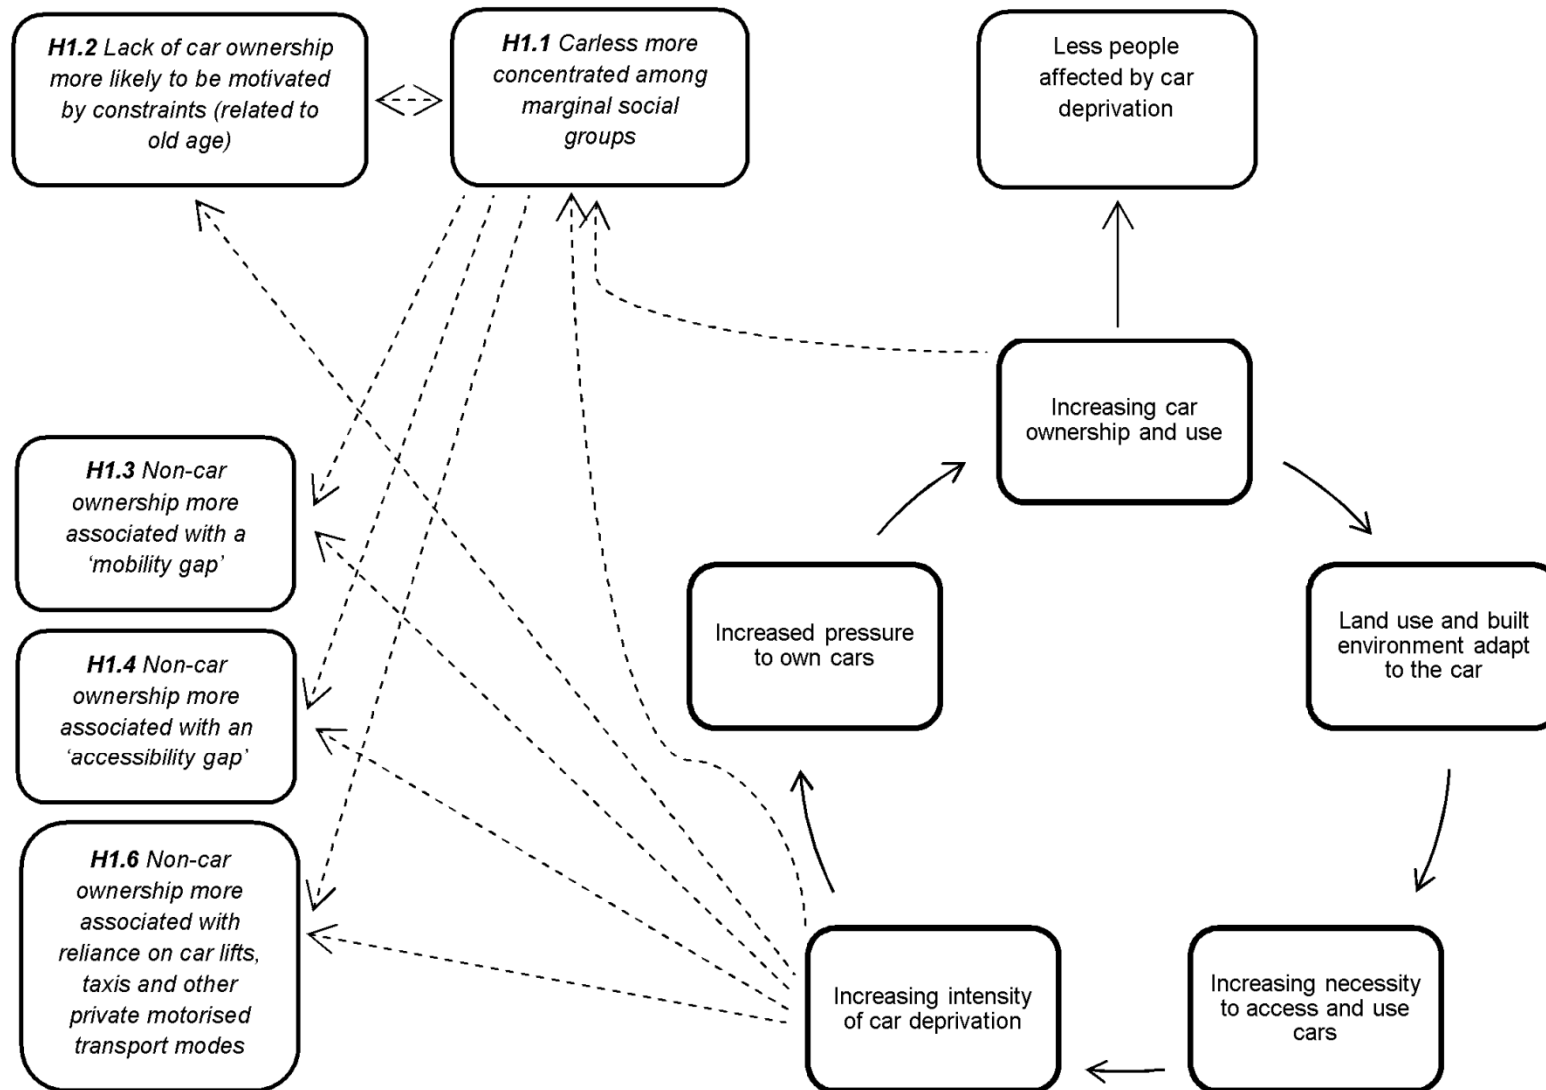 H1.2 Lack of car ownership
more likely to be motivated
by constraints (related to
old age)
H1.1 Carless more
concentrated among
marginal social
groups
Less people
affected by car
deprivation
Increasing car
ownership and use
H1.3 Non-car
ownership more
associated with a
‘mobility gap’
Increased pressure
to own cars
Land use and built
environment adapt
to the car
H1.4 Non-car
ownership more
associated with an
‘accessibility gap’
H1.6 Non-car
ownership more
associated with
reliance on car lifts,
taxis and other
private motorised
transport modes
Increasing intensity
of car deprivation
Increasing necessity
to access and use
cars